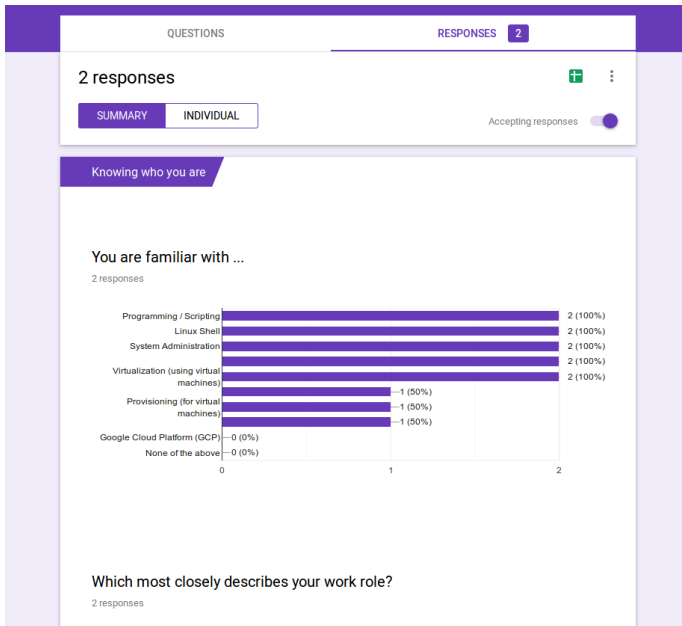 QUESTIONS
RESPONSES 2
2 responses
SUMMARY
INDIVIDUAL
Accepting responses
Knowing who you are
You are familiar with ...
2 responses
Programming / Scripting 2 (100%)
Linux Shell 2 (100%)
System Administration 2 (100%)
2 (100%)
Virtualization (using virtual
machines) 2 (100%)
1 (50%)
Provisioning (for virtual
machines) 1 (50%)
1 (50%)
Google Cloud Platform (GCP) 0 (0%)
None of the above 0 (0%)
0 1 2
Which most closely describes your work role?
2 responses